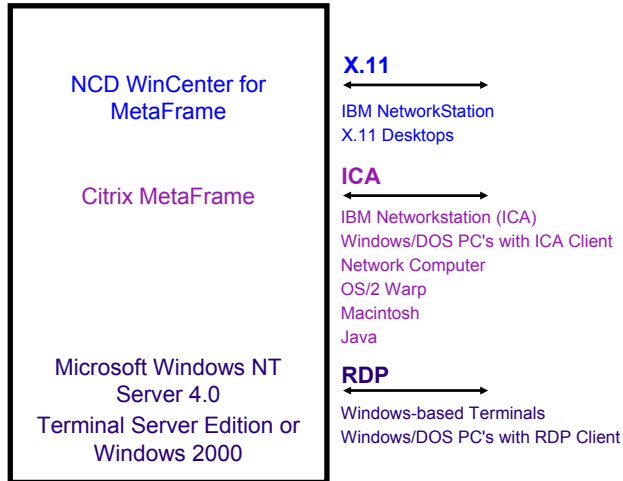 NCD WinCenter for
MetaFrame
X.11
IBM NetworkStation
X.11 Desktops
Citrix MetaFrame
ICA
IBM Networkstation (ICA)
Windows/DOS PC's with ICA Client
Network Computer
OS/2 Warp
Macintosh
Java
Microsoft Windows NT
Server 4.0
Terminal Server Edition or
Windows 2000
RDP
Windows-based Terminals
Windows/DOS PC's with RDP Client